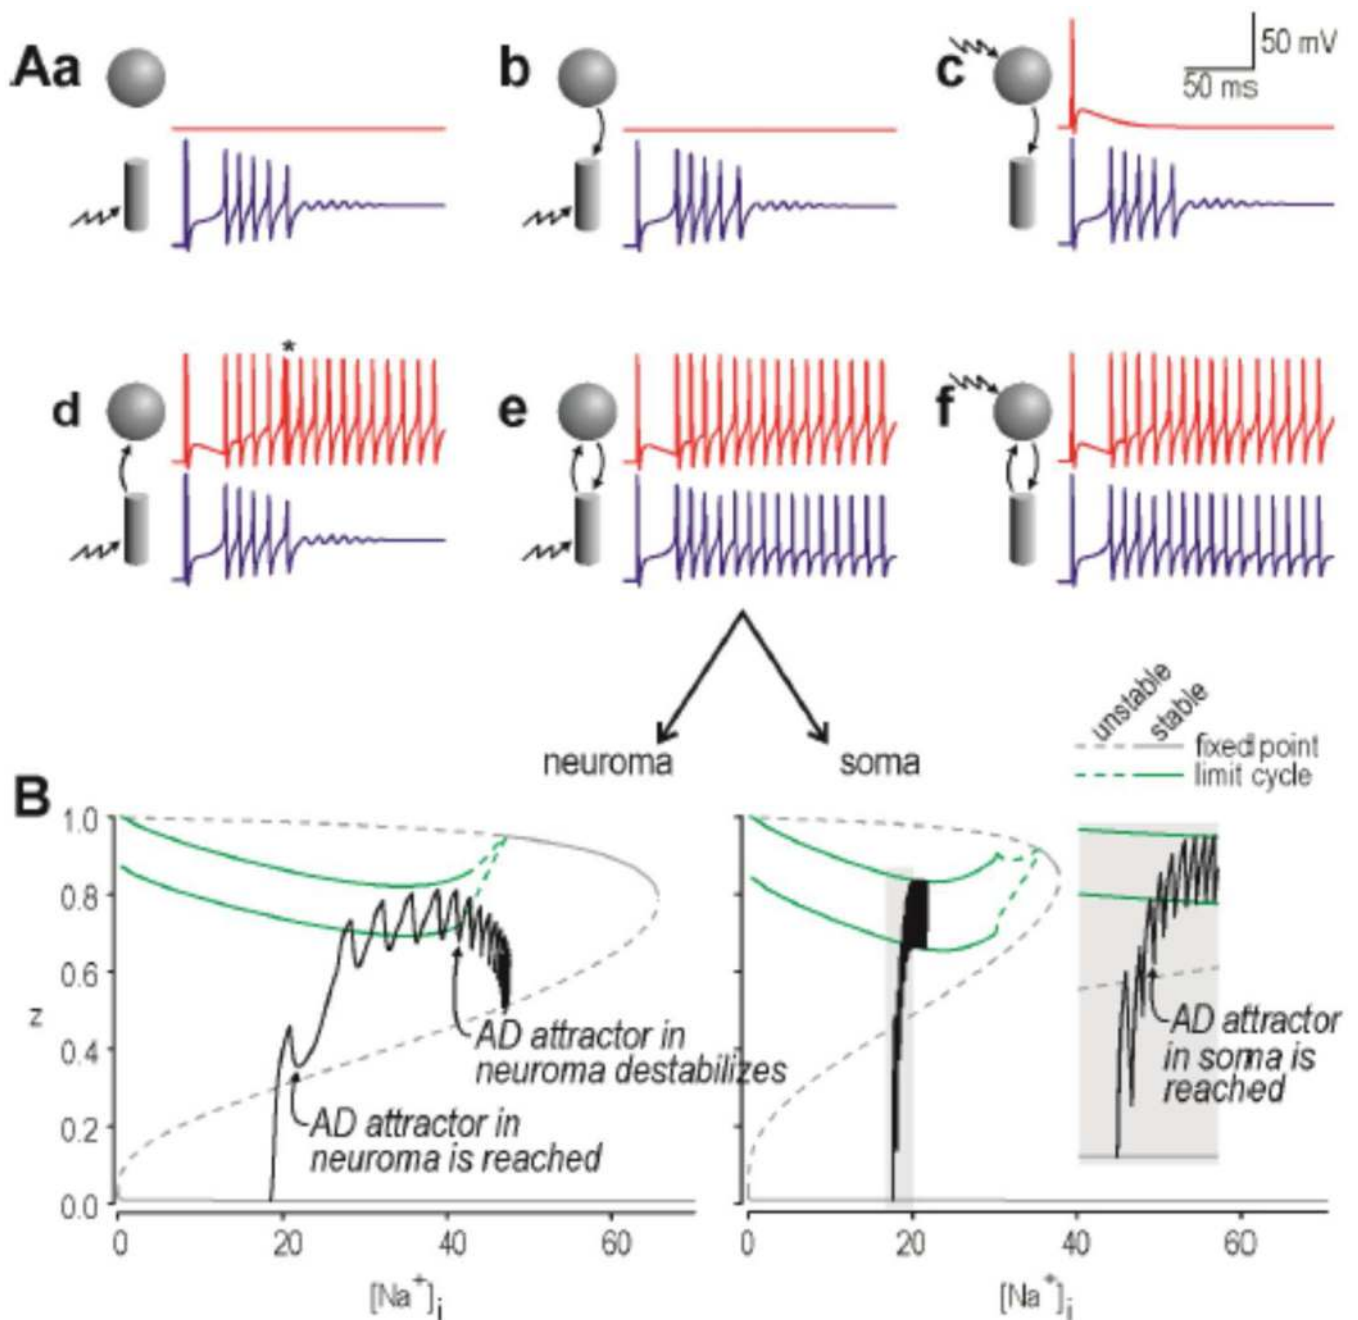 Aa
b
c
50 mV
50 ms
d
*
e
f
neuroma
soma
unstable
stable
fixed point
limit cycle
B
1.0
0.8
0.6
0.4
0.2
0.0
z
AD attractor in
neuroma destabilizes
AD attractor in
neuroma is reached
AD attractor
in soma is
reached
0 20 40 60
0 20 40 60
[Na+]i
[Na+]i